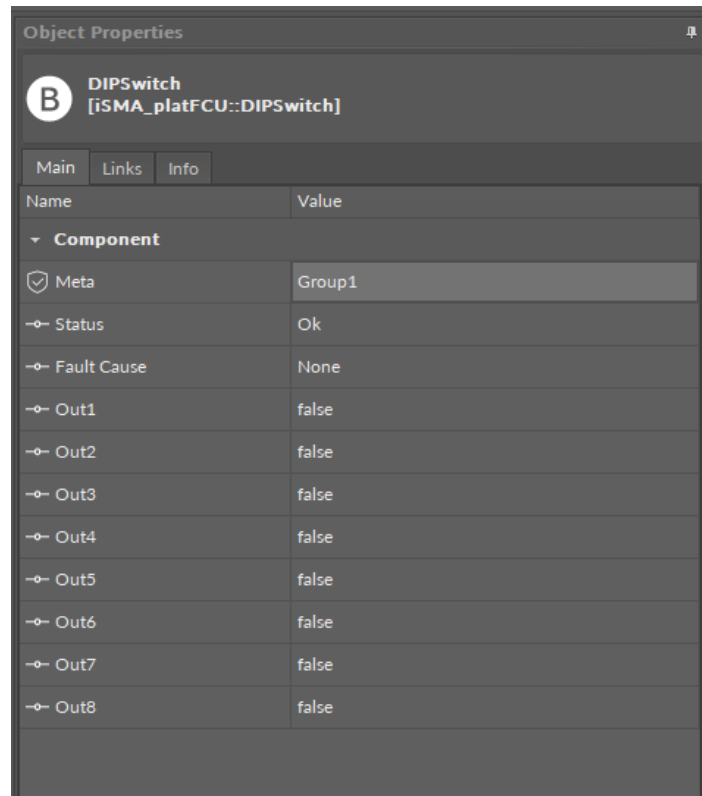 Object Properties
B
DIPSwitch
[iSMA_platFCU::DIPSwitch]
Main Links Info
Name Value
Component
Meta Group1
Status Ok
Fault Cause None
Out1 false
Out2 false
Out3 false
Out4 false
Out5 false
Out6 false
Out7 false
Out8 false